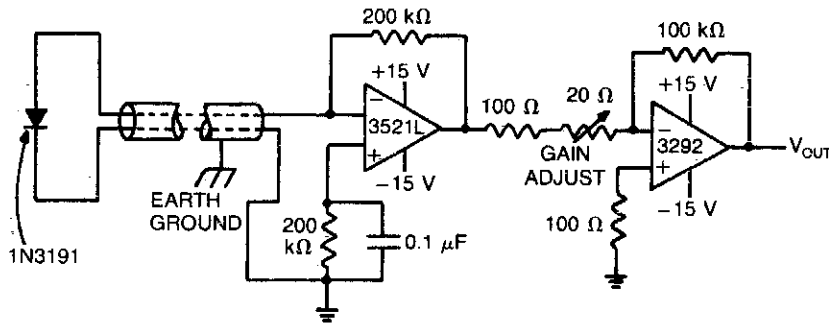 200 kΩ
+15 V
−
3521L
+
−15 V
100 Ω
20 Ω
GAIN
ADJUST
100 kΩ
+15 V
−
3292
+
−15 V
V_OUT
100 Ω
EARTH
GROUND
200
kΩ
0.1 μF
1N3191